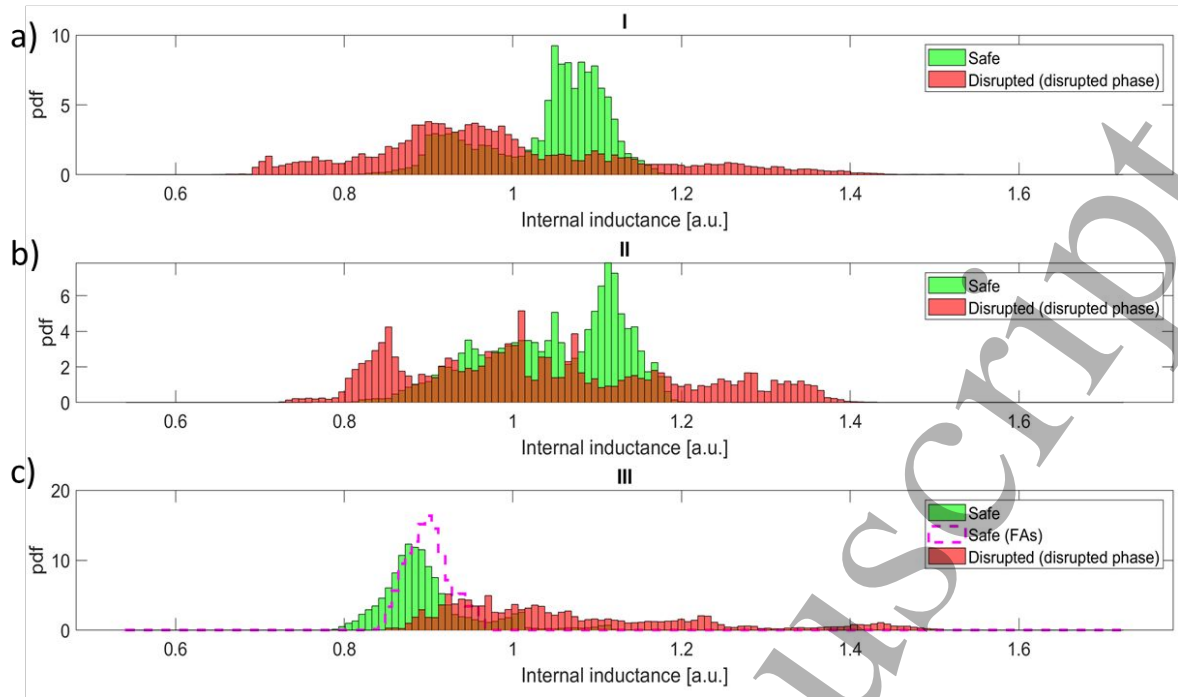 a)
I
10
5
0
pdf
Safe
Disrupted (disrupted phase)
0.6 0.8 1 1.2 1.4 1.6
Internal inductance [a.u.]
b)
II
6
4
2
0
pdf
Safe
Disrupted (disrupted phase)
0.6 0.8 1 1.2 1.4 1.6
Internal inductance [a.u.]
c)
III
20
10
0
pdf
Safe
Safe (FAs)
Disrupted (disrupted phase)
0.6 0.8 1 1.2 1.4 1.6
Internal inductance [a.u.]
uscript